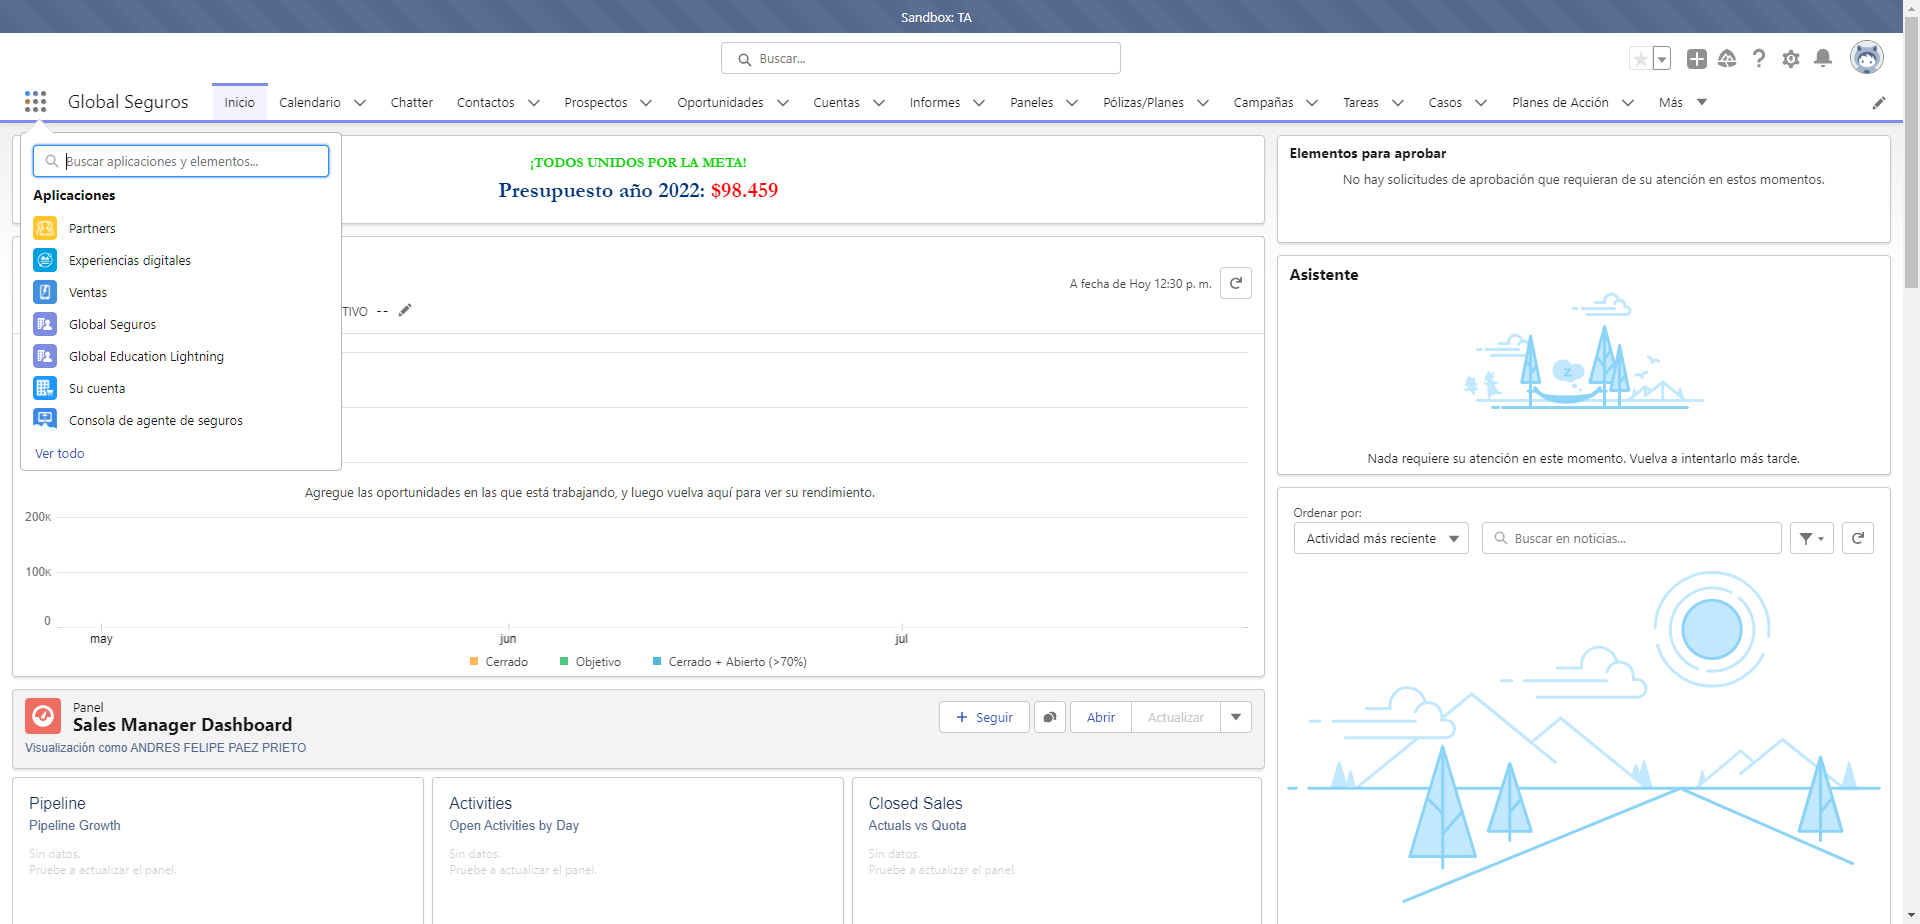 Sandbox: TA
Buscar...
Global Seguros
Inicio
Calendario
Chatter
Contactos
Prospectos
Oportunidades
Cuentas
Informes
Paneles
Pólizas/Planes
Campañas
Tareas
Casos
Planes de Acción
Más
Buscar aplicaciones y elementos...
Aplicaciones
Partners
Experiencias digitales
Ventas
Global Seguros
Global Education Lightning
Su cuenta
Consola de agente de seguros
Ver todo
¡TODOS UNIDOS POR LA META!
Presupuesto año 2022: $98.459
A fecha de Hoy 12:30 p. m.
TIVO --
Agregue las oportunidades en las que está trabajando, y luego vuelva aquí para ver su rendimiento.
200K
100K
0
may
jun
jul
Cerrado
Objetivo
Cerrado + Abierto (>70%)
Panel
Sales Manager Dashboard
Visualización como ANDRES FELIPE PAEZ PRIETO
Seguir
Abrir
Actualizar
Pipeline
Pipeline Growth
Sin datos.
Pruebe a actualizar el panel.
Activities
Open Activities by Day
Sin datos.
Pruebe a actualizar el panel.
Closed Sales
Actuals vs Quota
Sin datos.
Pruebe a actualizar el panel.
Elementos para aprobar
No hay solicitudes de aprobación que requieran de su atención en estos momentos.
Asistente
z
Nada requiere su atención en este momento. Vuelva a intentarlo más tarde.
Ordenar por:
Actividad más reciente
Buscar en noticias...